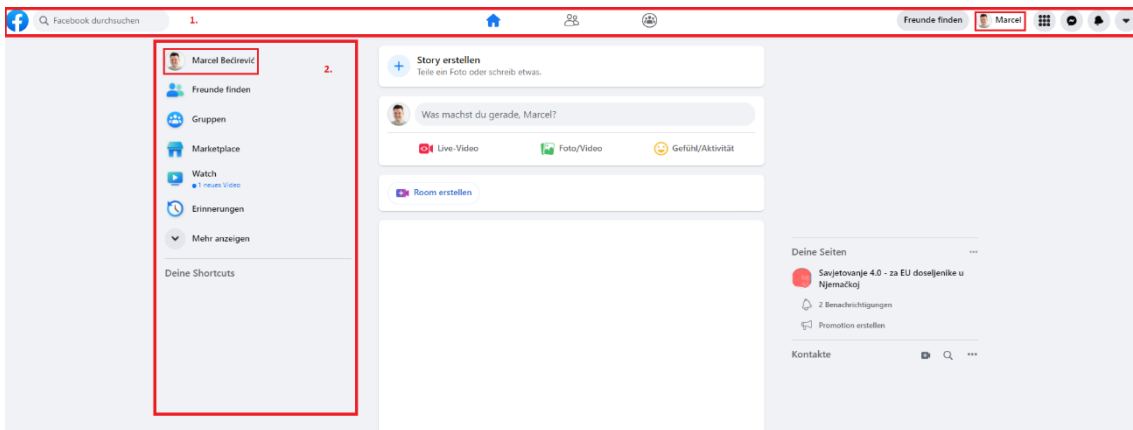 Facebook durchsuchen
1.
Freunde finden
Marcel
Marcel Bećirević
2.
Freunde finden
Gruppen
Marketplace
Watch
1 neues Video
Erinnerungen
Mehr anzeigen
Deine Shortcuts
Story erstellen
Teile ein Foto oder schreib etwas.
Was machst du gerade, Marcel?
Live-Video
Foto/Video
Gefühl/Aktivität
Room erstellen
Deine Seiten
Savjetovanje 4.0 - za EU doseljenike u
Njemačkoj
2 Benachrichtigungen
Promotion erstellen
Kontakte